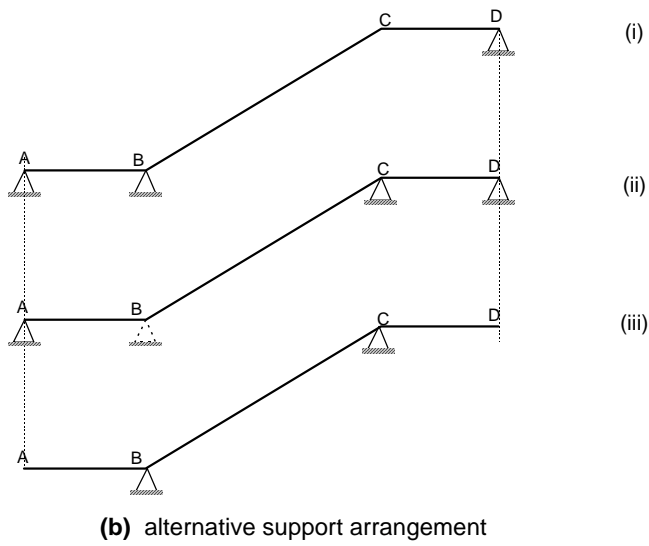 C D (i)
A B
C D (ii)
A B
C D (iii)
A B
(b) alternative support arrangement